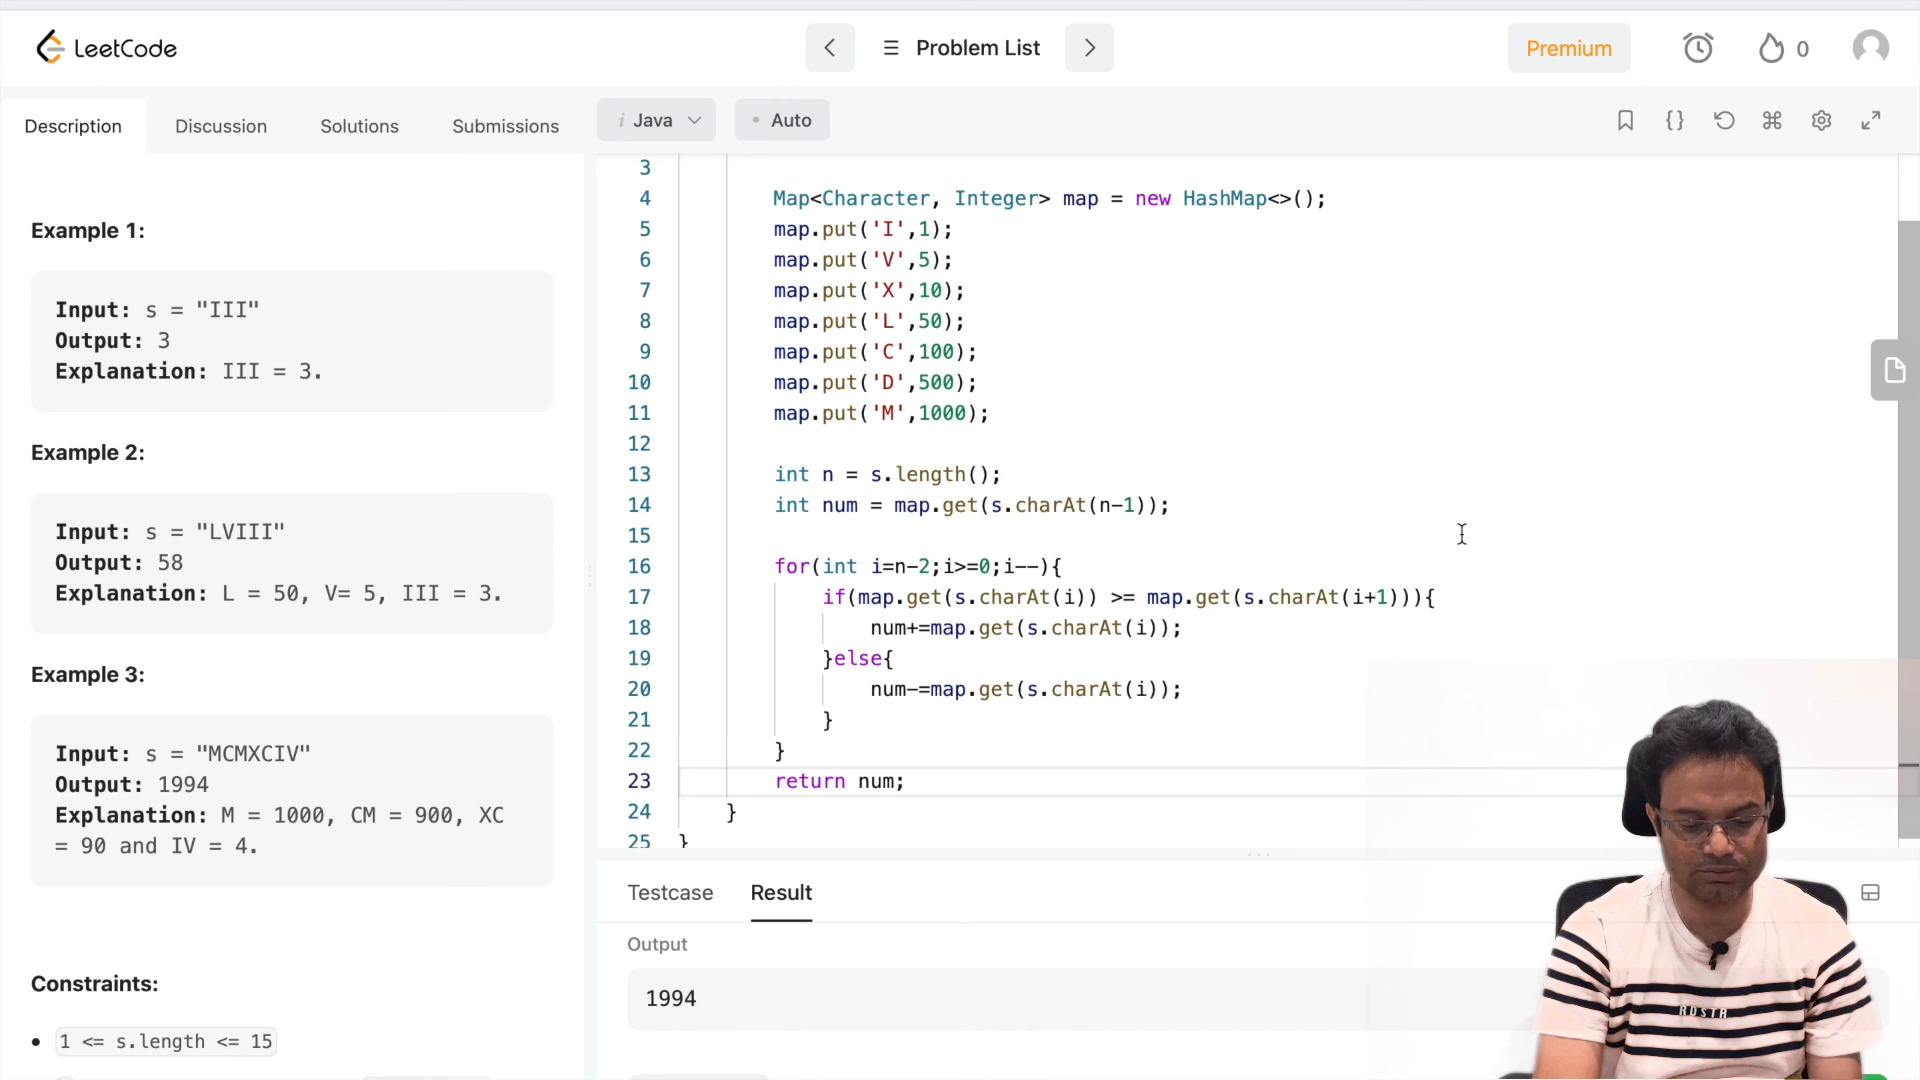 LeetCode
Problem List
Premium
0
Description
Discussion
Solutions
Submissions
i Java
Auto
Example 1:
Input: s = "III"
Output: 3
Explanation: III = 3.
Example 2:
Input: s = "LVIII"
Output: 58
Explanation: L = 50, V= 5, III = 3.
Example 3:
Input: s = "MCMXCIV"
Output: 1994
Explanation: M = 1000, CM = 900, XC
= 90 and IV = 4.
Constraints:
1 <= s.length <= 15
3
4 Map<Character, Integer> map = new HashMap<>();
5 map.put('I',1);
6 map.put('V',5);
7 map.put('X',10);
8 map.put('L',50);
9 map.put('C',100);
10 map.put('D',500);
11 map.put('M',1000);
12
13 int n = s.length();
14 int num = map.get(s.charAt(n-1));
15
16 for(int i=n-2;i>=0;i--){
17 if(map.get(s.charAt(i)) >= map.get(s.charAt(i+1))){
18 num+=map.get(s.charAt(i));
19 }else{
20 num-=map.get(s.charAt(i));
21 }
22 }
23 return num;
24 }
25 }
Testcase
Result
Output
1994